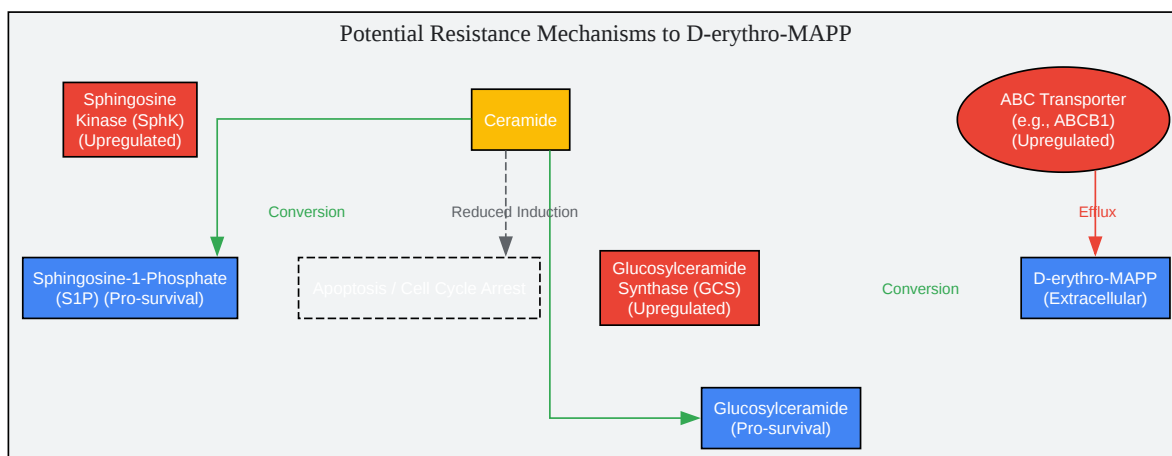 Potential Resistance Mechanisms to D-erythro-MAPP
Sphingosine
Kinase (SphK)
(Upregulated)
Ceramide
ABC Transporter
(e.g., ABCB1)
(Upregulated)
Conversion
Reduced Induction
Efflux
Sphingosine-1-Phosphate
(S1P) (Pro-survival)
Apoptosis / Cell Cycle Arrest
Glucosylceramide
Synthase (GCS)
(Upregulated)
Conversion
D-erythro-MAPP
(Extracellular)
Glucosylceramide
(Pro-survival)